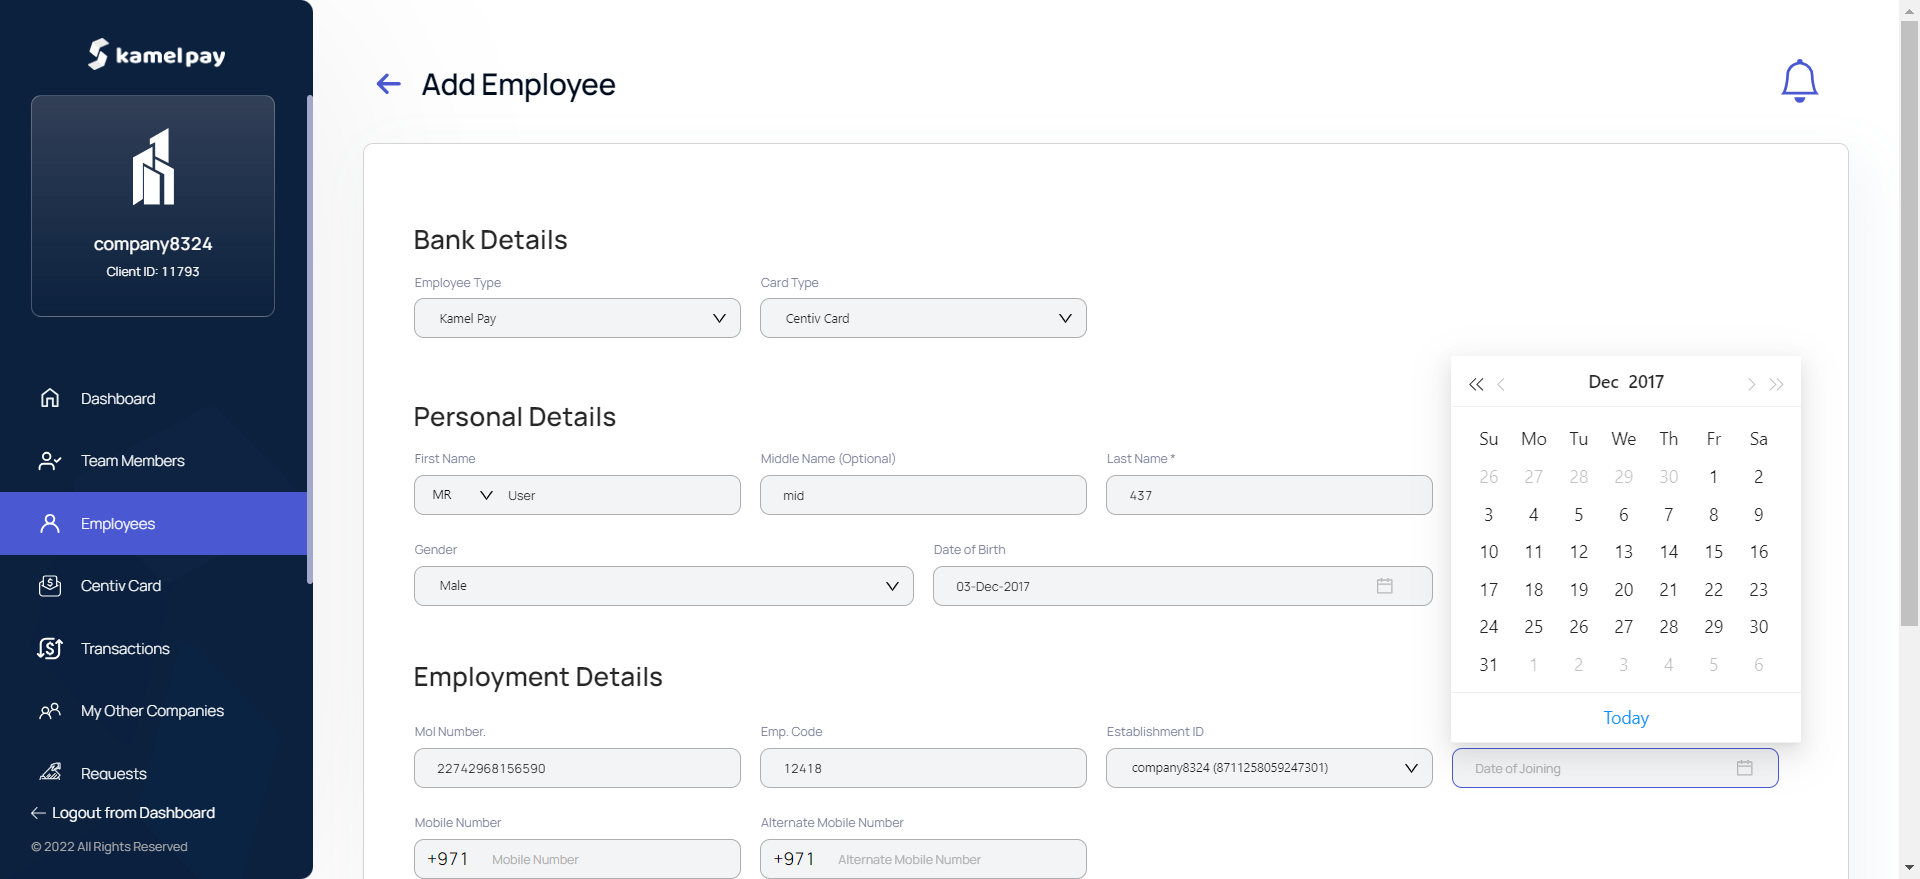 kamelpay
company8324
Client ID: 11793
Dashboard
Team Members
Employees
Centiv Card
Transactions
My Other Companies
Requests
Logout from Dashboard
© 2022 All Rights Reserved
Add Employee
Bank Details
Employee Type
Card Type
Kamel Pay
Centiv Card
Personal Details
First Name
Middle Name (Optional)
Last Name *
MR User
mid
437
Gender
Date of Birth
Male
03-Dec-2017
Employment Details
Mol Number.
Emp. Code
Establishment ID
22742968156590
12418
company8324 (8711258059247301)
Date of Joining
Mobile Number
Alternate Mobile Number
+971 Mobile Number
+971 Alternate Mobile Number
Dec 2017
Su Mo Tu We Th Fr Sa
26 27 28 29 30 1 2
3 4 5 6 7 8 9
10 11 12 13 14 15 16
17 18 19 20 21 22 23
24 25 26 27 28 29 30
31 1 2 3 4 5 6
Today